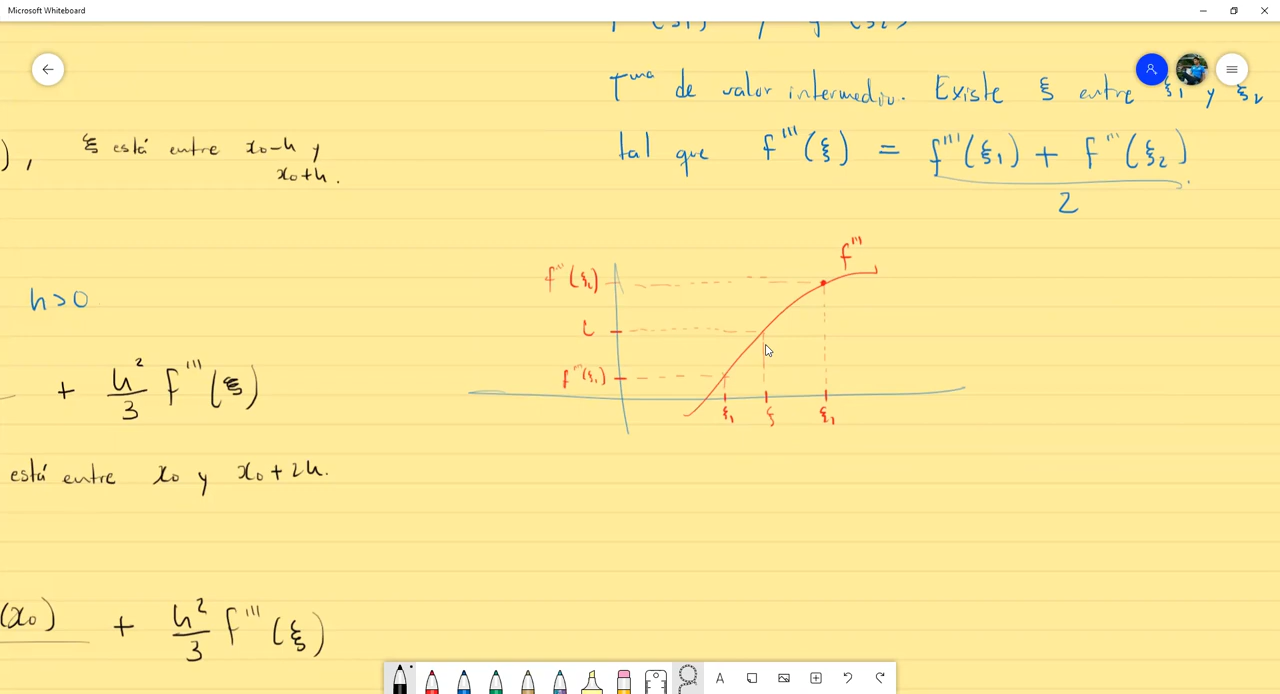 Microsoft Whiteboard
Tma de valor intermedio. Existe ξ entre ξ1 y ξ2
tal que f'''(ξ) = f'''(ξ1) + f'''(ξ2)
2
), ξ está entre x0-h y
x0+h.
f'''
f'''(ξ2)
L
f'''(ξ1)
ξ1 ξ ξ1
h>0
+ h²/3 f'''(ξ)
está entre x0 y x0+2h.
(x0) + h²/3 f'''(ξ)
A